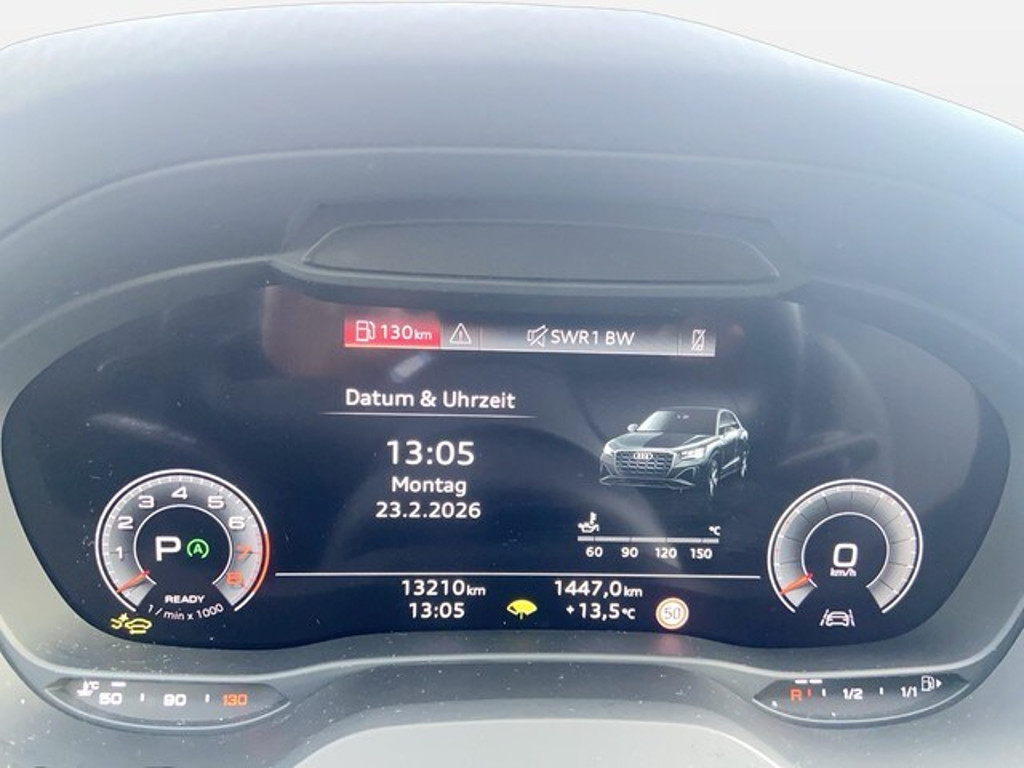 130km
SWR1 BW
Datum & Uhrzeit
13:05
Montag
23.2.2026
°C
60 90 120 150
1 2 3 4 5 6 7 8
P A
READY
1/min x 1000
0
km/h
13210km 1447,0km
13:05 +13,5°C 50
°C 50 90 130
R 1/2 1/1